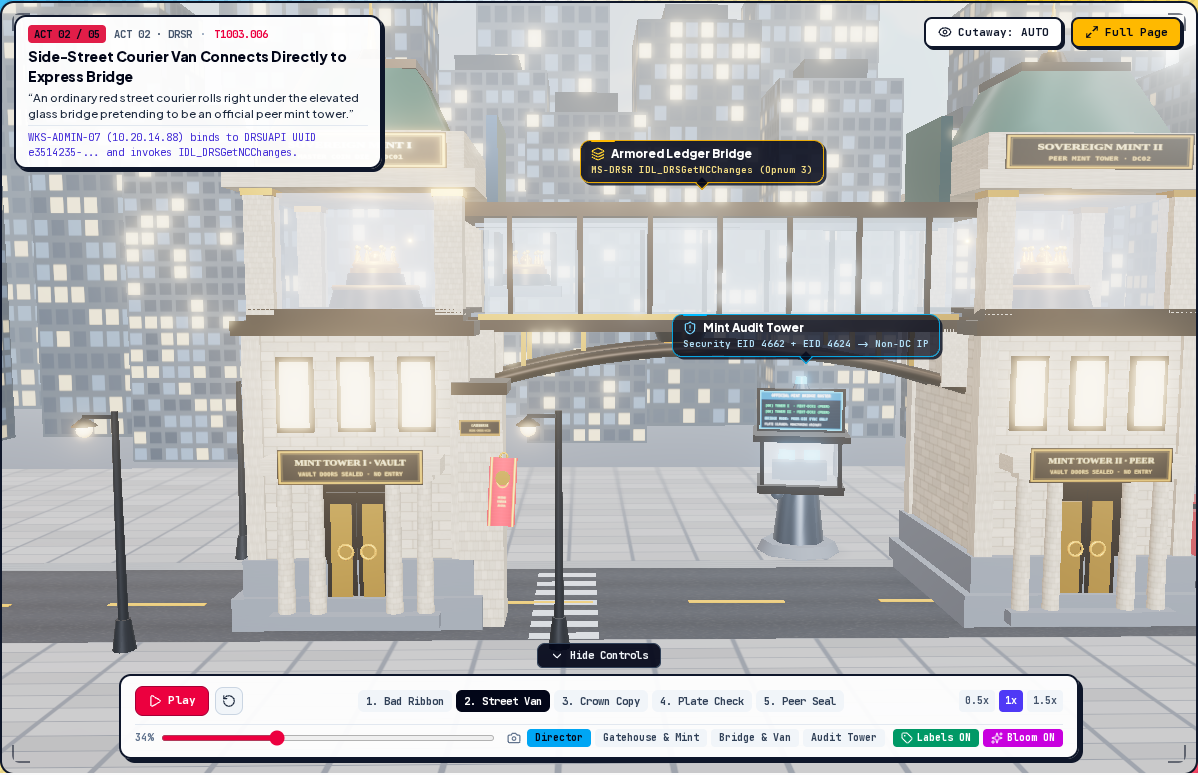 ACT 02 / 05 ACT 02 · DRSR · T1003.006
Side-Street Courier Van Connects Directly to
Express Bridge
“An ordinary red street courier rolls right under the elevated
glass bridge pretending to be an official peer mint tower.”
WKS-ADMIN-07 (10.20.14.88) binds to DRSUAPI UUID
e3514235-... and invokes IDL_DRSGetNCChanges.
Cutaway: AUTO
Full Page
SOVEREIGN MINT II
PEER MINT TOWER · DC02
Armored Ledger Bridge
MS-DRSR IDL_DRSGetNCChanges (Opnum 3)
Mint Audit Tower
Security EID 4662 + EID 4624 → Non-DC IP
MINT TOWER I · VAULT
VAULT DOORS SEALED · NO ENTRY
MINT TOWER II · PEER
VAULT DOORS SEALED · NO ENTRY
Hide Controls
Play
1. Bad Ribbon
2. Street Van
3. Crown Copy
4. Plate Check
5. Peer Seal
0.5x
1x
1.5x
34%
Director
Gatehouse & Mint
Bridge & Van
Audit Tower
Labels ON
Bloom ON